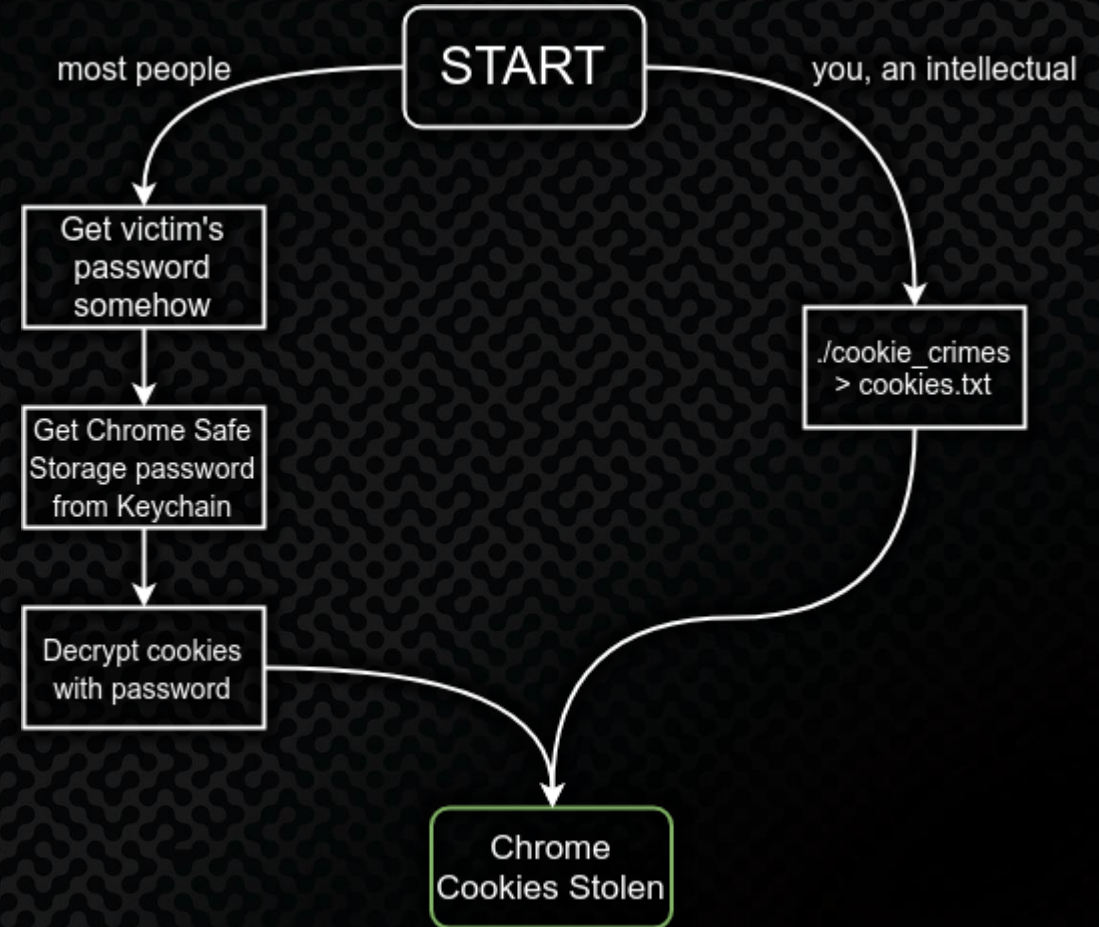 START
most people
you, an intellectual
Get victim's
password
somehow
./cookie_crimes
> cookies.txt
Get Chrome Safe
Storage password
from Keychain
Decrypt cookies
with password
Chrome
Cookies Stolen